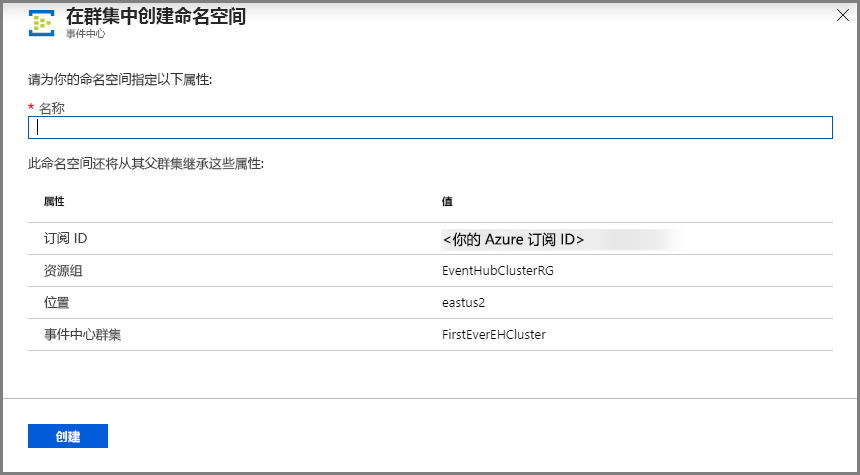 在群集中创建命名空间
事件中心
请为你的命名空间指定以下属性:
* 名称
此命名空间还将从其父群集继承这些属性:
属性 值
订阅 ID <你的 Azure 订阅 ID>
资源组 EventHubClusterRG
位置 eastus2
事件中心群集 FirstEverEHCluster
创建